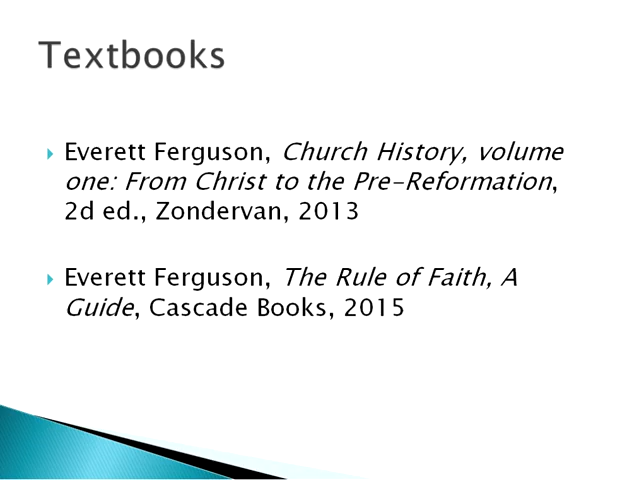 Textbooks
Everett Ferguson, Church History, volume
one: From Christ to the Pre-Reformation,
2d ed., Zondervan, 2013
Everett Ferguson, The Rule of Faith, A
Guide, Cascade Books, 2015